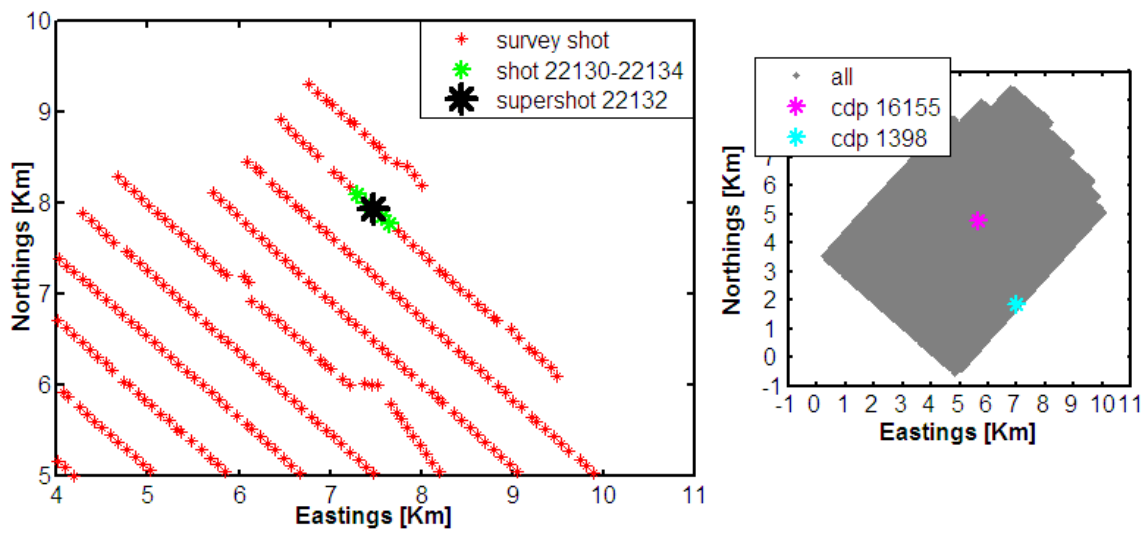 10
9
8
7
6
5
Northings [Km]
4 5 6 7 8 9 10 11
Eastings [Km]
survey shot
shot 22130-22134
supershot 22132
all
cdp 16155
cdp 1398
7
6
5
4
3
2
1
0
-1
Northings [Km]
-1 0 1 2 3 4 5 6 7 8 9 10 11
Eastings [Km]